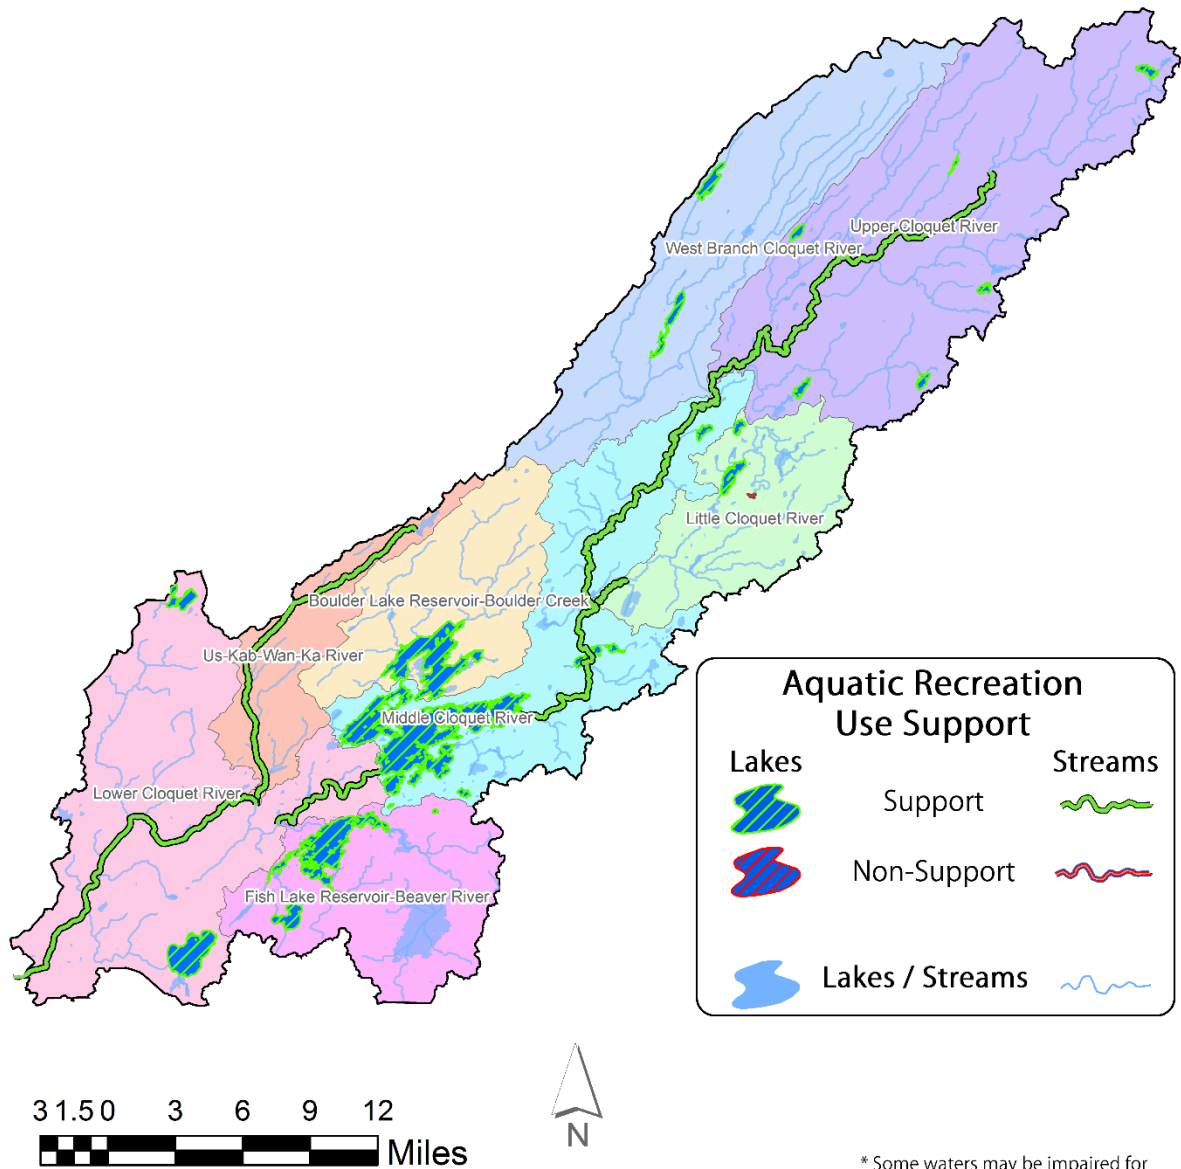 Upper Cloquet River
West Branch Cloquet River
Little Cloquet River
Boulder Lake Reservoir-Boulder Creek
Us-Kab-Wan-Ka River
Middle Cloquet River
Lower Cloquet River
Fish Lake Reservoir-Beaver River
Aquatic Recreation
Use Support
Lakes Streams
Support
Non-Support
Lakes / Streams
3 1.5 0 3 6 9 12
Miles
N
* Some waters may be impaired for